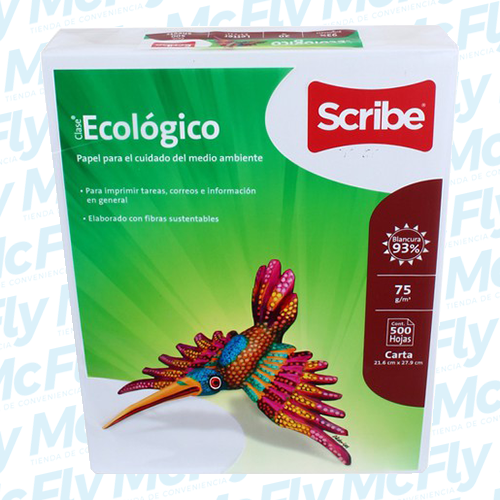 Clase® Ecológico
Papel para el cuidado del medio ambiente
• Para imprimir tareas, correos e información
en general
• Elaborado con fibras sustentables
Scribe®
Blancura
93%
75
g/m²
Cont.
500
Hojas
Carta
21.6 cm x 27.9 cm
McFly
TIENDA DE CONVENIENCIA